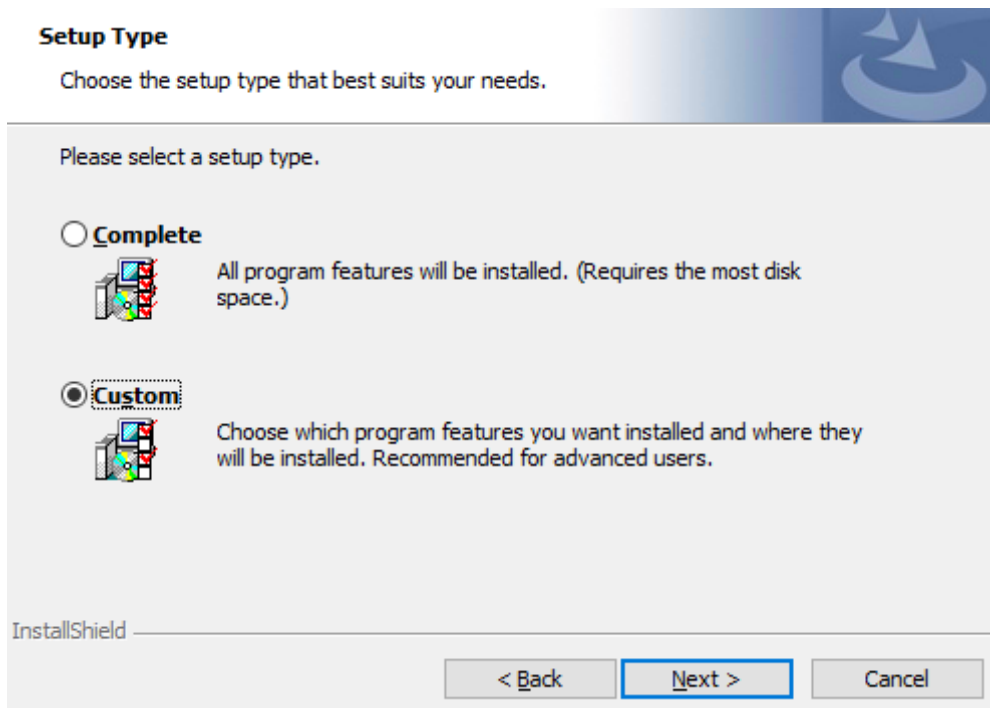 Setup Type
Choose the setup type that best suits your needs.
Please select a setup type.
Complete
All program features will be installed. (Requires the most disk
space.)
Custom
Choose which program features you want installed and where they
will be installed. Recommended for advanced users.
InstallShield
< Back
Next >
Cancel